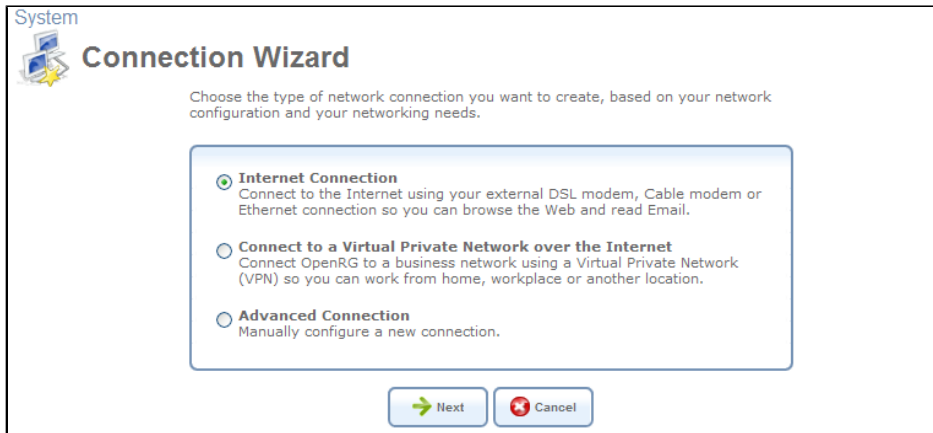 System
Connection Wizard
Choose the type of network connection you want to create, based on your network
configuration and your networking needs.
Internet Connection
Connect to the Internet using your external DSL modem, Cable modem or
Ethernet connection so you can browse the Web and read Email.
Connect to a Virtual Private Network over the Internet
Connect OpenRG to a business network using a Virtual Private Network
(VPN) so you can work from home, workplace or another location.
Advanced Connection
Manually configure a new connection.
Next
Cancel